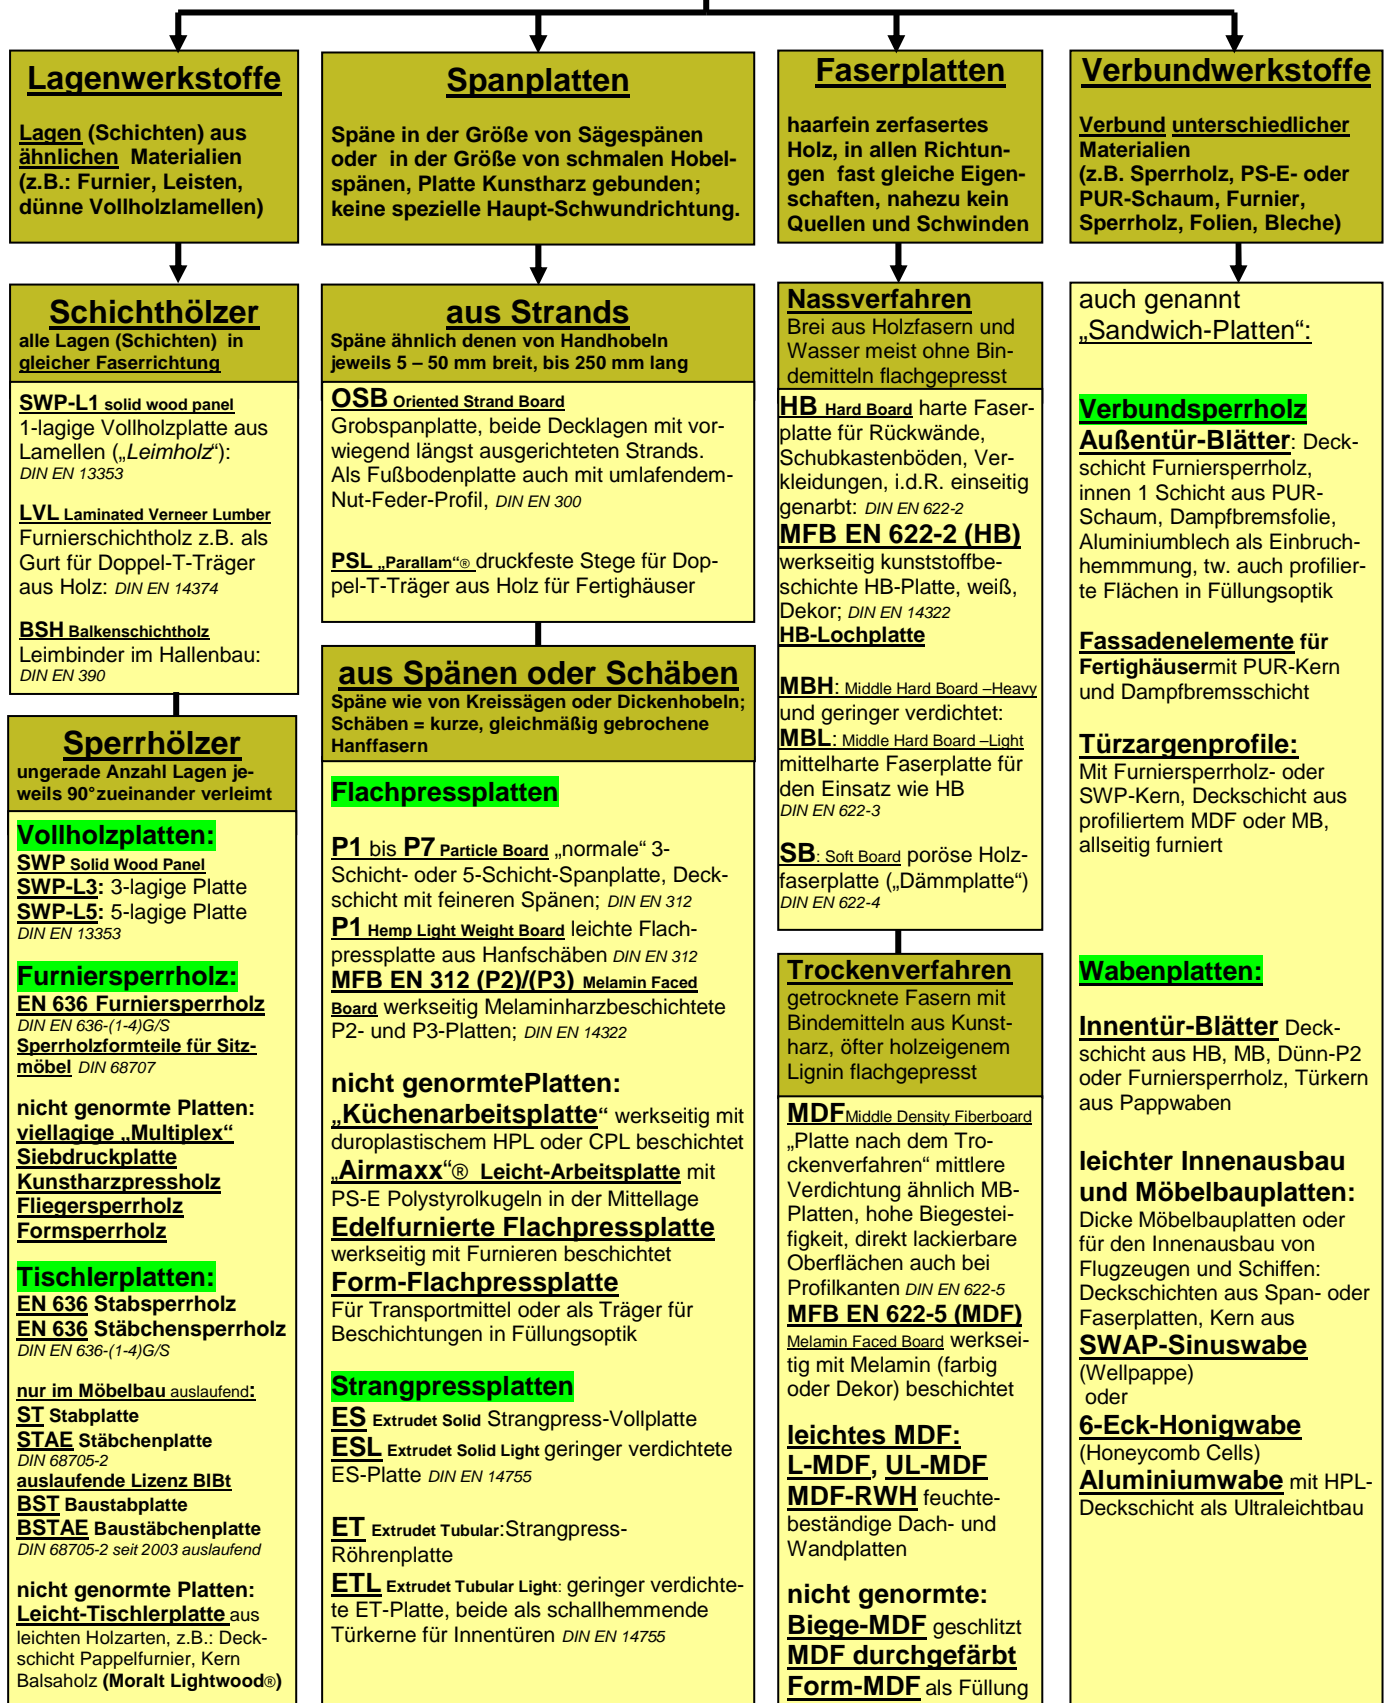 Lagenwerkstoffe
Lagen (Schichten) aus
ähnlichen Materialien
(z.B.: Furnier, Leisten,
dünne Vollholzlamellen)
Schichthölzer
alle Lagen (Schichten) in
gleicher Faserrichtung
SWP-L1 solid wood panel
1-lagige Vollholzplatte aus
Lamellen („Leimholz“):
DIN EN 13353
LVL Laminated Verneer Lumber
Furnierschichtholz z.B. als
Gurt für Doppel-T-Träger
aus Holz: DIN EN 14374
BSH Balkenschichtholz
Leimbinder im Hallenbau:
DIN EN 390
Sperrhölzer
ungerade Anzahl Lagen je-
weils 90°zueinander verleimt
Vollholzplatten:
SWP Solid Wood Panel
SWP-L3: 3-lagige Platte
SWP-L5: 5-lagige Platte
DIN EN 13353
Furniersperrholz:
EN 636 Furniersperrholz
DIN EN 636-(1-4)G/S
Sperrholzformteile für Sitz-
möbel DIN 68707
nicht genormte Platten:
viellagige „Multiplex“
Siebdruckplatte
Kunstharzpressholz
Fliegersperrholz
Formsperrholz
Tischlerplatten:
EN 636 Stabsperrholz
EN 636 Stäbchensperrholz
DIN EN 636-(1-4)G/S
nur im Möbelbau auslaufend:
ST Stabplatte
STAE Stäbchenplatte
DIN 68705-2
auslaufende Lizenz BIBt
BST Baustabplatte
BSTAE Baustäbchenplatte
DIN 68705-2 seit 2003 auslaufend
nicht genormte Platten:
Leicht-Tischlerplatte aus
leichten Holzarten, z.B.: Deck-
schicht Pappelfurnier, Kern
Balsaholz (Moralt Lightwood®)
Spanplatten
Späne in der Größe von Sägespänen
oder in der Größe von schmalen Hobel-
spänen, Platte Kunstharz gebunden;
keine spezielle Haupt-Schwundrichtung.
aus Strands
Späne ähnlich denen von Handhobeln
jeweils 5 – 50 mm breit, bis 250 mm lang
OSB Oriented Strand Board
Grobspanplatte, beide Decklagen mit vor-
wiegend längst ausgerichteten Strands.
Als Fußbodenplatte auch mit umlafendem-
Nut-Feder-Profil, DIN EN 300
PSL „Parallam“® druckfeste Stege für Dop-
pel-T-Träger aus Holz für Fertighäuser
aus Spänen oder Schäben
Späne wie von Kreissägen oder Dickenhobeln;
Schäben = kurze, gleichmäßig gebrochene
Hanffasern
Flachpressplatten
P1 bis P7 Particle Board „normale“ 3-
Schicht- oder 5-Schicht-Spanplatte, Deck-
schicht mit feineren Spänen; DIN EN 312
P1 Hemp Light Weight Board leichte Flach-
pressplatte aus Hanfschäben DIN EN 312
MFB EN 312 (P2)/(P3) Melamin Faced
Board werkseitig Melaminharzbeschichtete
P2- und P3-Platten; DIN EN 14322
nicht genormtePlatten:
„Küchenarbeitsplatte“ werkseitig mit
duroplastischem HPL oder CPL beschichtet
„Airmaxx“® Leicht-Arbeitsplatte mit
PS-E Polystyrolkugeln in der Mittellage
Edelfurnierte Flachpressplatte
werkseitig mit Furnieren beschichtet
Form-Flachpressplatte
Für Transportmittel oder als Träger für
Beschichtungen in Füllungsoptik
Strangpressplatten
ES Extrudet Solid Strangpress-Vollplatte
ESL Extrudet Solid Light geringer verdichtete
ES-Platte DIN EN 14755
ET Extrudet Tubular:Strangpress-
Röhrenplatte
ETL Extrudet Tubular Light: geringer verdichte-
te ET-Platte, beide als schallhemmende
Türkerne für Innentüren DIN EN 14755
Faserplatten
haarfein zerfasertes
Holz, in allen Richtun-
gen fast gleiche Eigen-
schaften, nahezu kein
Quellen und Schwinden
Nassverfahren
Brei aus Holzfasern und
Wasser meist ohne Bin-
demitteln flachgepresst
HB Hard Board harte Faser-
platte für Rückwände,
Schubkastenböden, Ver-
kleidungen, i.d.R. einseitig
genarbt: DIN EN 622-2
MFB EN 622-2 (HB)
werkseitig kunststoffbe-
schichte HB-Platte, weiß,
Dekor; DIN EN 14322
HB-Lochplatte
MBH: Middle Hard Board –Heavy
und geringer verdichtet:
MBL: Middle Hard Board –Light
mittelharte Faserplatte für
den Einsatz wie HB
DIN EN 622-3
SB: Soft Board poröse Holz-
faserplatte („Dämmplatte“)
DIN EN 622-4
Trockenverfahren
getrocknete Fasern mit
Bindemitteln aus Kunst-
harz, öfter holzeigenem
Lignin flachgepresst
MDF Middle Density Fiberboard
„Platte nach dem Tro-
ckenverfahren“ mittlere
Verdichtung ähnlich MB-
Platten, hohe Biegestei-
figkeit, direkt lackierbare
Oberflächen auch bei
Profilkanten DIN EN 622-5
MFB EN 622-5 (MDF)
Melamin Faced Board werksei-
tig mit Melamin (farbig
oder Dekor) beschichtet
leichtes MDF:
L-MDF, UL-MDF
MDF-RWH feuchte-
beständige Dach- und
Wandplatten
nicht genormte:
Biege-MDF geschlitzt
MDF durchgefärbt
Form-MDF als Füllung
Verbundwerkstoffe
Verbund unterschiedlicher
Materialien
(z.B. Sperrholz, PS-E- oder
PUR-Schaum, Furnier,
Sperrholz, Folien, Bleche)
auch genannt
„Sandwich-Platten“:
Verbundsperrholz
Außentür-Blätter: Deck-
schicht Furniersperrholz,
innen 1 Schicht aus PUR-
Schaum, Dampfbremsfolie,
Aluminiumblech als Einbruch-
hemmmung, tw. auch profilier-
te Flächen in Füllungsoptik
Fassadenelemente für
Fertighäusermit PUR-Kern
und Dampfbremsschicht
Türzargenprofile:
Mit Furniersperrholz- oder
SWP-Kern, Deckschicht aus
profiliertem MDF oder MB,
allseitig furniert
Wabenplatten:
Innentür-Blätter Deck-
schicht aus HB, MB, Dünn-P2
oder Furniersperrholz, Türkern
aus Pappwaben
leichter Innenausbau
und Möbelbauplatten:
Dicke Möbelbauplatten oder
für den Innenausbau von
Flugzeugen und Schiffen:
Deckschichten aus Span- oder
Faserplatten, Kern aus
SWAP-Sinuswabe
(Wellpappe)
oder
6-Eck-Honigwabe
(Honeycomb Cells)
Aluminiumwabe mit HPL-
Deckschicht als Ultraleichtbau